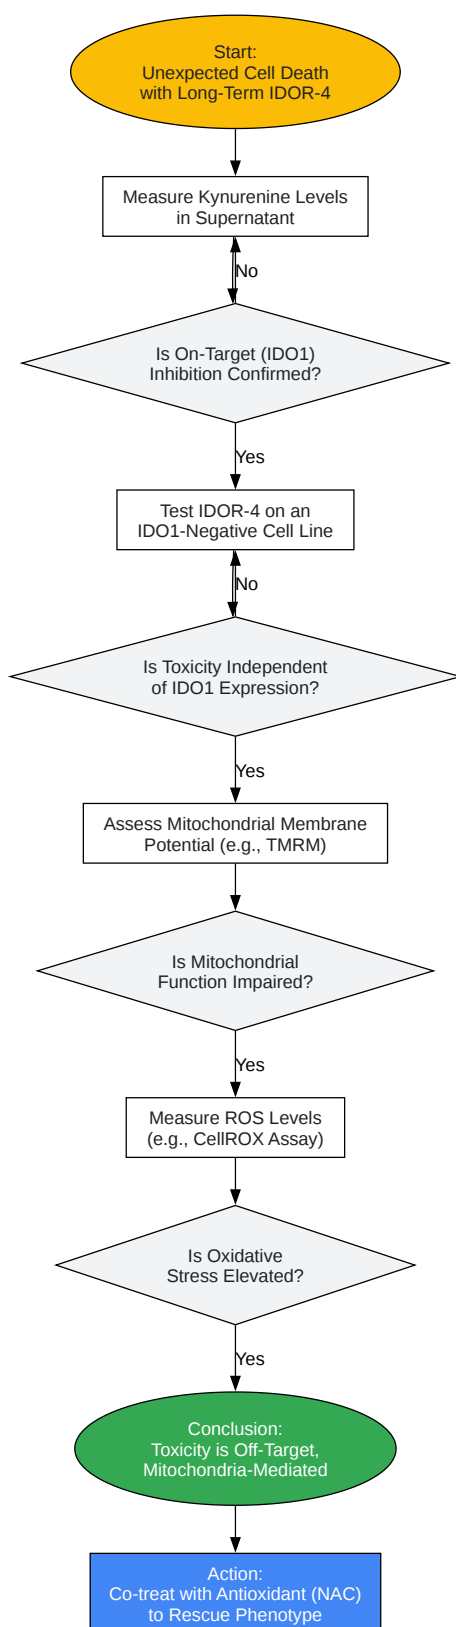 Start:
Unexpected Cell Death
with Long-Term IDOR-4
Measure Kynurenine Levels
in Supernatant
No
Is On-Target (IDO1)
Inhibition Confirmed?
Yes
Test IDOR-4 on an
IDO1-Negative Cell Line
No
Is Toxicity Independent
of IDO1 Expression?
Yes
Assess Mitochondrial Membrane
Potential (e.g., TMRM)
Is Mitochondrial
Function Impaired?
Yes
Measure ROS Levels
(e.g., CellROX Assay)
Is Oxidative
Stress Elevated?
Yes
Conclusion:
Toxicity is Off-Target,
Mitochondria-Mediated
Action:
Co-treat with Antioxidant (NAC)
to Rescue Phenotype